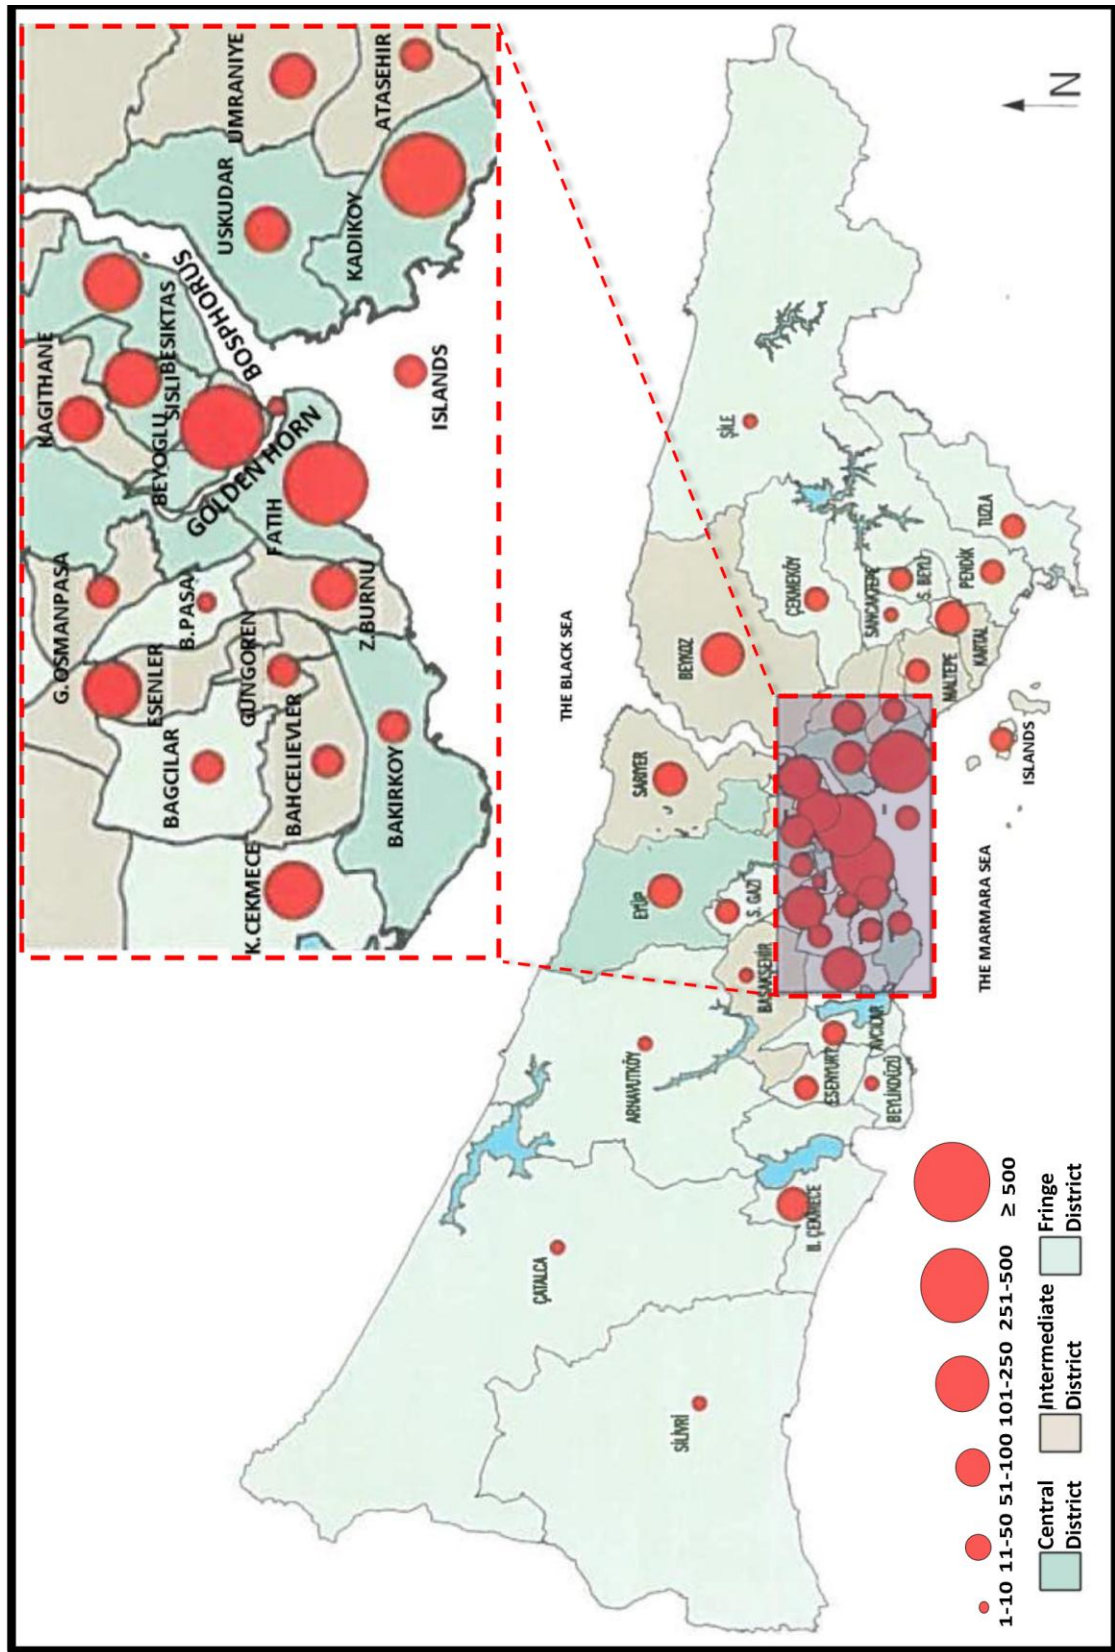 UMRANIYE
ATASEHIR
USKUDAR
KADIKOY
BOSPHORUS
KAGITHANE
BESIKTAS
SISLI
BEYOGLU
GOLDEN HORN
FATIH
ISLANDS
G.OSMANPASA
B.PASA
ESENLER
GUNGOREN
Z.BURNU
BAGCILAR
BAHCELIEVLER
BAKIRKOY
K.CEKMECE
N
THE BLACK SEA
ŞİLE
BEYKOZ
ÇEKMEKÖY
SANCAKTEPE
S. BEYLİ
TUZLA
PENDİK
KARTAL
MALTEPE
ISLANDS
SARIYER
EYÜP
S. GAZİ
BAŞAKŞEHİR
THE MARMARA SEA
ARNAVUTKÖY
AVCILAR
ESENYURT
BEYLİKDÜZÜ
ÇATALCA
B. ÇEKMECE
SİLİVRİ
1-10 11-50 51-100 101-250 251-500 ≥ 500
Central District
Intermediate District
Fringe District